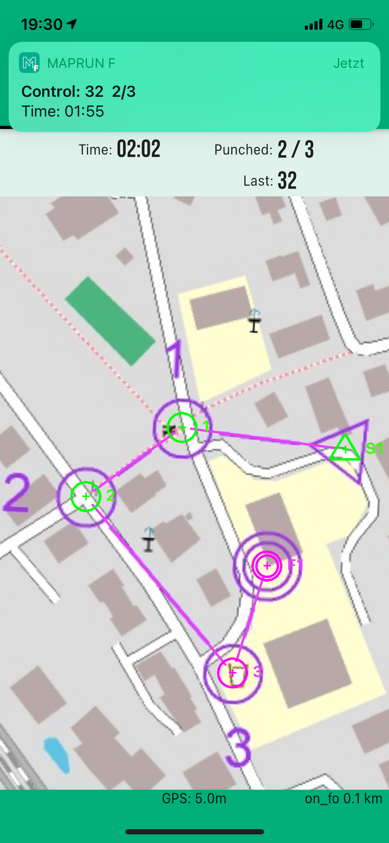 19:30
4G
MAPRUN F
Jetzt
Control: 32 2/3
Time: 01:55
Time: 02:02
Punched: 2 / 3
Last: 32
1
1
S1
2
2
3
3
GPS: 5.0m
on_fo 0.1 km